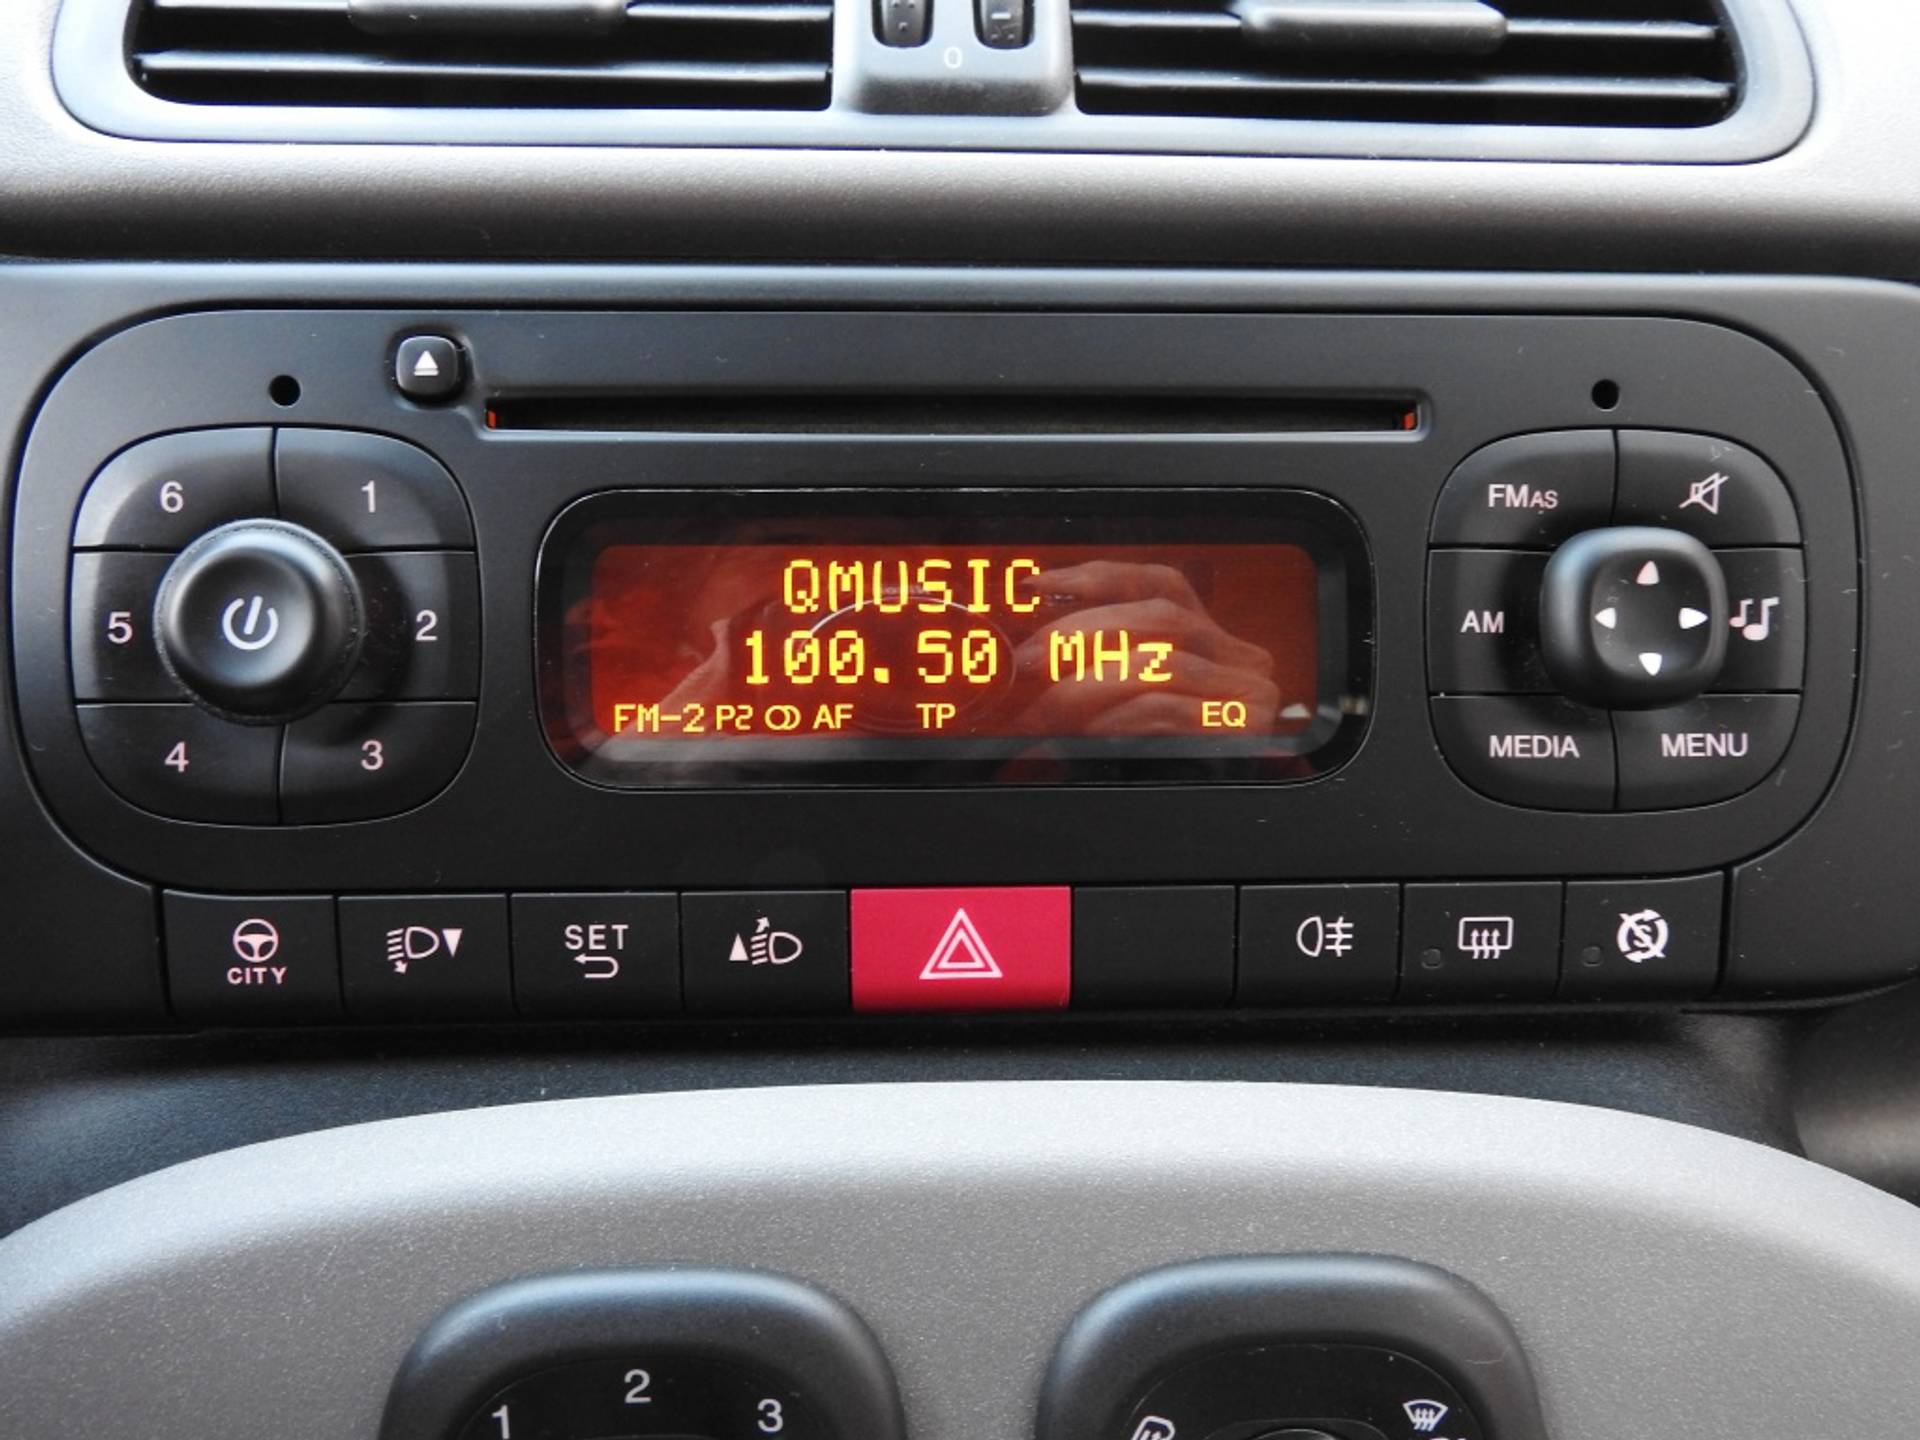 0
6 1
FMAS
QMUSIC
5 2
100.50 MHz
AM
FM-2 P2 AF TP EQ
4 3
MEDIA MENU
CITY
SET
2
1 3